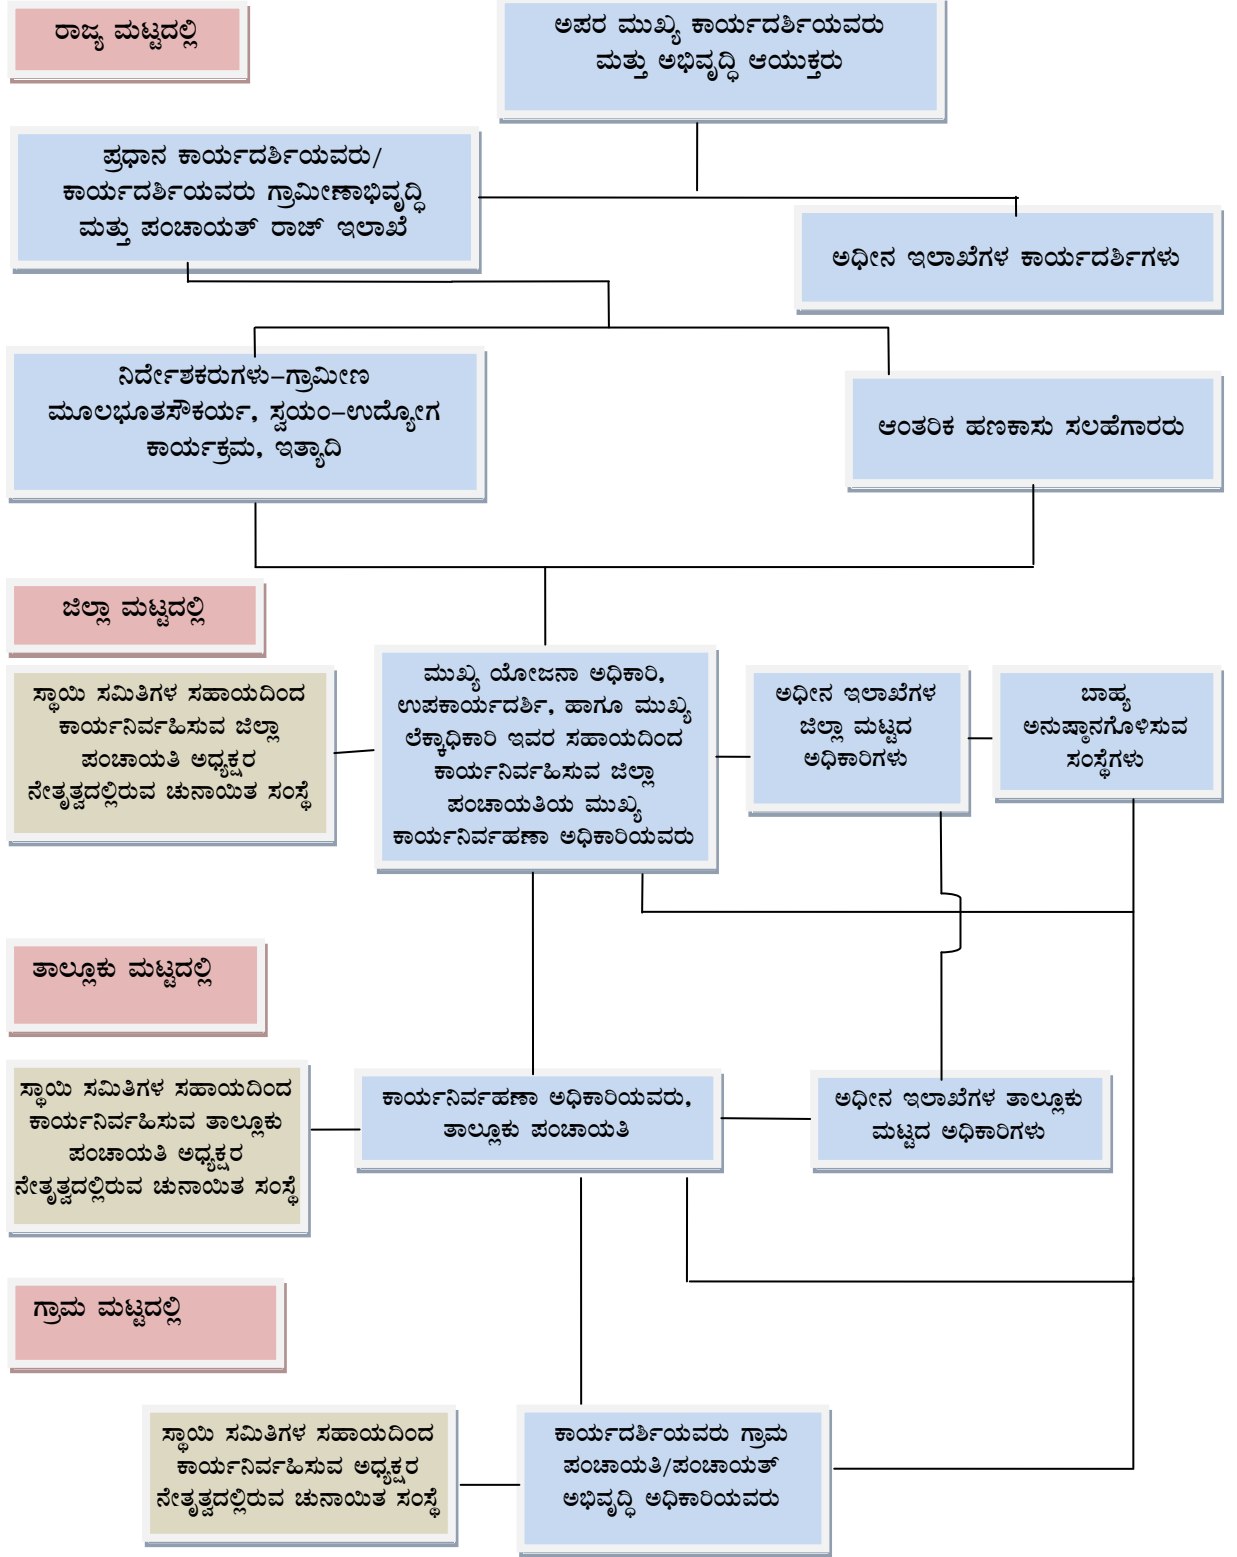 ರಾಜ್ಯ ಮಟ್ಟದಲ್ಲಿ
ಅಪರ ಮುಖ್ಯ ಕಾರ್ಯದರ್ಶಿಯವರು
ಮತ್ತು ಅಭಿವೃದ್ಧಿ ಆಯುಕ್ತರು
ಪ್ರಧಾನ ಕಾರ್ಯದರ್ಶಿಯವರು/
ಕಾರ್ಯದರ್ಶಿಯವರು ಗ್ರಾಮೀಣಾಭಿವೃದ್ಧಿ
ಮತ್ತು ಪಂಚಾಯತ್ ರಾಜ್ ಇಲಾಖೆ
ಅಧೀನ ಇಲಾಖೆಗಳ ಕಾರ್ಯದರ್ಶಿಗಳು
ನಿರ್ದೇಶಕರುಗಳು–ಗ್ರಾಮೀಣ
ಮೂಲಭೂತಸೌಕರ್ಯ, ಸ್ವಯಂ–ಉದ್ಯೋಗ
ಕಾರ್ಯಕ್ರಮ, ಇತ್ಯಾದಿ
ಆಂತರಿಕ ಹಣಕಾಸು ಸಲಹೆಗಾರರು
ಜಿಲ್ಲಾ ಮಟ್ಟದಲ್ಲಿ
ಸ್ಥಾಯಿ ಸಮಿತಿಗಳ ಸಹಾಯದಿಂದ
ಕಾರ್ಯನಿರ್ವಹಿಸುವ ಜಿಲ್ಲಾ
ಪಂಚಾಯತಿ ಅಧ್ಯಕ್ಷರ
ನೇತೃತ್ವದಲ್ಲಿರುವ ಚುನಾಯಿತ ಸಂಸ್ಥೆ
ಮುಖ್ಯ ಯೋಜನಾ ಅಧಿಕಾರಿ,
ಉಪಕಾರ್ಯದರ್ಶಿ, ಹಾಗೂ ಮುಖ್ಯ
ಲೆಕ್ಕಾಧಿಕಾರಿ ಇವರ ಸಹಾಯದಿಂದ
ಕಾರ್ಯನಿರ್ವಹಿಸುವ ಜಿಲ್ಲಾ
ಪಂಚಾಯತಿಯ ಮುಖ್ಯ
ಕಾರ್ಯನಿರ್ವಹಣಾ ಅಧಿಕಾರಿಯವರು
ಅಧೀನ ಇಲಾಖೆಗಳ
ಜಿಲ್ಲಾ ಮಟ್ಟದ
ಅಧಿಕಾರಿಗಳು
ಬಾಹ್ಯ
ಅನುಷ್ಠಾನಗೊಳಿಸುವ
ಸಂಸ್ಥೆಗಳು
ತಾಲ್ಲೂಕು ಮಟ್ಟದಲ್ಲಿ
ಸ್ಥಾಯಿ ಸಮಿತಿಗಳ ಸಹಾಯದಿಂದ
ಕಾರ್ಯನಿರ್ವಹಿಸುವ ತಾಲ್ಲೂಕು
ಪಂಚಾಯತಿ ಅಧ್ಯಕ್ಷರ
ನೇತೃತ್ವದಲ್ಲಿರುವ ಚುನಾಯಿತ ಸಂಸ್ಥೆ
ಕಾರ್ಯನಿರ್ವಹಣಾ ಅಧಿಕಾರಿಯವರು,
ತಾಲ್ಲೂಕು ಪಂಚಾಯತಿ
ಅಧೀನ ಇಲಾಖೆಗಳ ತಾಲ್ಲೂಕು
ಮಟ್ಟದ ಅಧಿಕಾರಿಗಳು
ಗ್ರಾಮ ಮಟ್ಟದಲ್ಲಿ
ಸ್ಥಾಯಿ ಸಮಿತಿಗಳ ಸಹಾಯದಿಂದ
ಕಾರ್ಯನಿರ್ವಹಿಸುವ ಅಧ್ಯಕ್ಷರ
ನೇತೃತ್ವದಲ್ಲಿರುವ ಚುನಾಯಿತ ಸಂಸ್ಥೆ
ಕಾರ್ಯದರ್ಶಿಯವರು ಗ್ರಾಮ
ಪಂಚಾಯತಿ/ಪಂಚಾಯತ್
ಅಭಿವೃದ್ಧಿ ಅಧಿಕಾರಿಯವರು